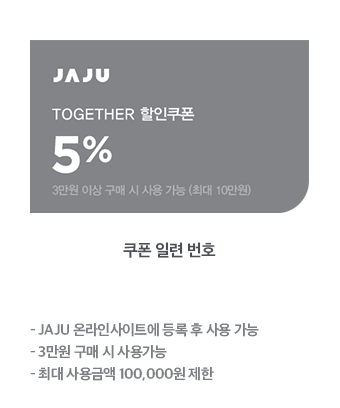 JAJU
TOGETHER 할인쿠폰
5%
3만원 이상 구매 시 사용 가능 (최대 10만원)
쿠폰 일련 번호
- JAJU 온라인사이트에 등록 후 사용 가능
- 3만원 구매 시 사용가능
- 최대 사용금액 100,000원 제한